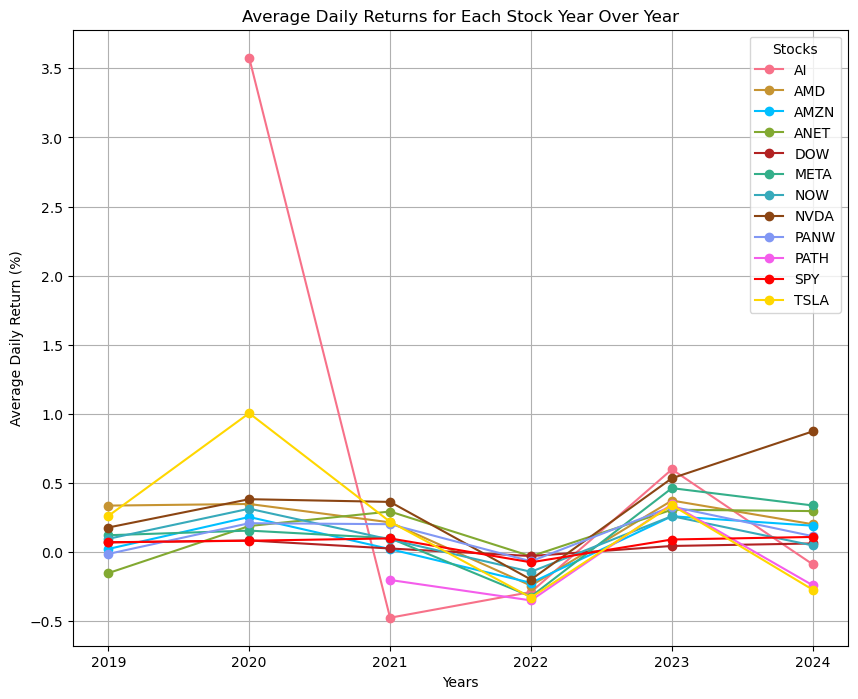 Average Daily Returns for Each Stock Year Over Year
Average Daily Return (%)
3.5
3.0
2.5
2.0
1.5
1.0
0.5
0.0
−0.5
2019
2020
2021
2022
2023
2024
Years
Stocks
AI
AMD
AMZN
ANET
DOW
META
NOW
NVDA
PANW
PATH
SPY
TSLA